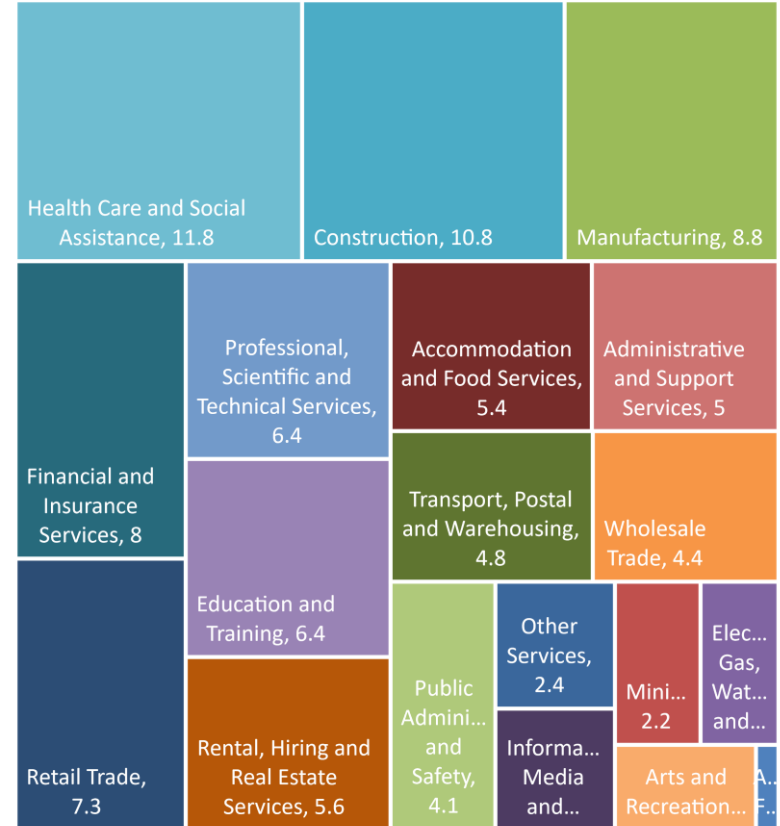 Health Care and Social
Assistance, 11.8
Construction, 10.8
Manufacturing, 8.8
Financial and
Insurance
Services, 8
Professional,
Scientific and
Technical Services,
6.4
Accommodation
and Food Services,
5.4
Administrative
and Support
Services, 5
Transport, Postal
and Warehousing,
4.8
Wholesale
Trade, 4.4
Education and
Training, 6.4
Retail Trade,
7.3
Rental, Hiring and
Real Estate
Services, 5.6
Public
Admini...
and
Safety,
4.1
Other
Services,
2.4
Informa...
Media
and...
Mini...
2.2
Elec...
Gas,
Wat...
and...
Arts and
Recreation...
A...
F...